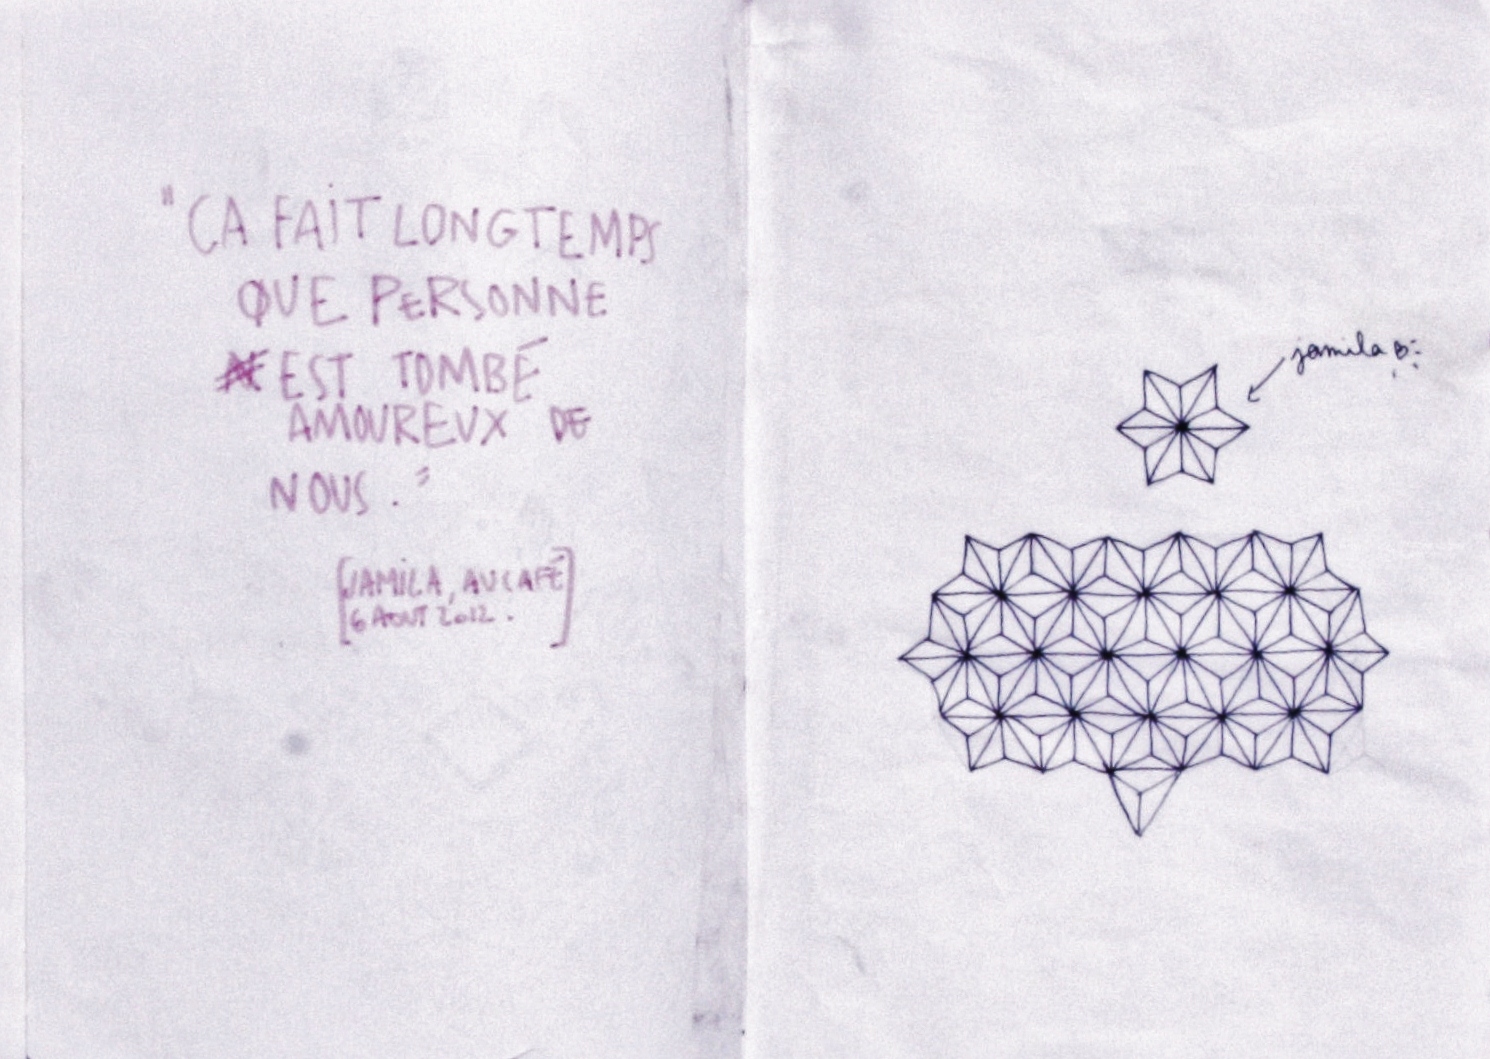 "CA FAIT LONGTEMPS
QUE PERSONNE
EST TOMBÉ
AMOUREUX DE
NOUS."
[JAMILA, AU CAFÉ
6 AOUT 2012.]
jamila B: